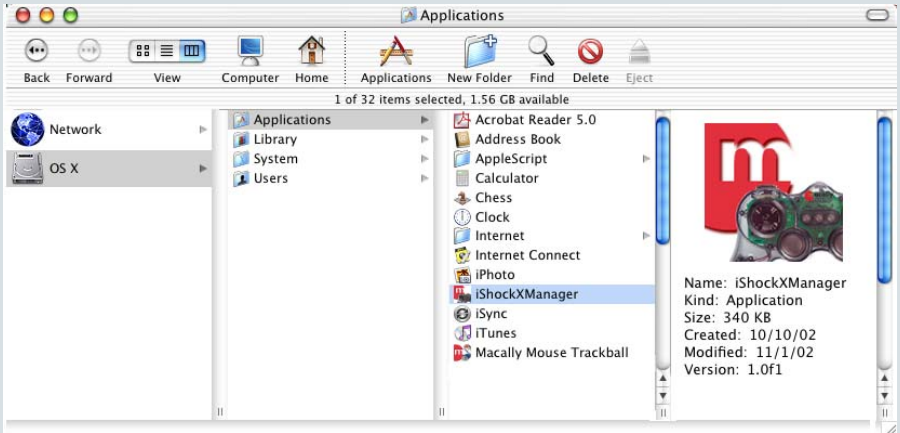 Applications
Back Forward View Computer Home Applications New Folder Find Delete Eject
1 of 32 items selected, 1.56 GB available
Network
OS X
Applications
Library
System
Users
Acrobat Reader 5.0
Address Book
AppleScript
Calculator
Chess
Clock
Internet
Internet Connect
iPhoto
iShockXManager
iSync
iTunes
Macally Mouse Trackball
m
Name: iShockXManager
Kind: Application
Size: 340 KB
Created: 10/10/02
Modified: 11/1/02
Version: 1.0f1